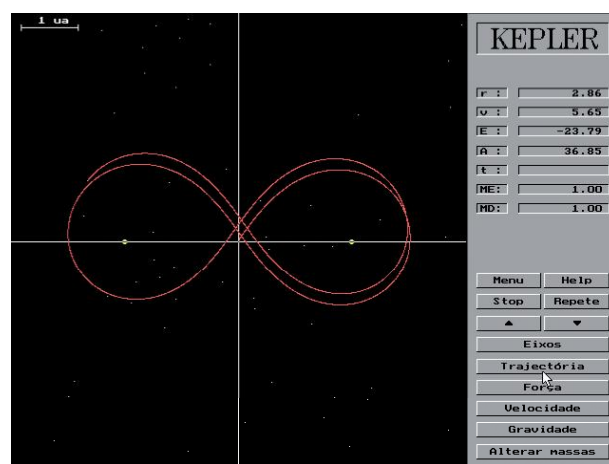 1 ua
KEPLER
r : 2.86
v : 5.65
E : -23.79
A : 36.85
t :
ME: 1.00
MD: 1.00
Menu Help
Stop Repete
▲ ▼
Eixos
Trajectória
Força
Velocidade
Gravidade
Alterar massas